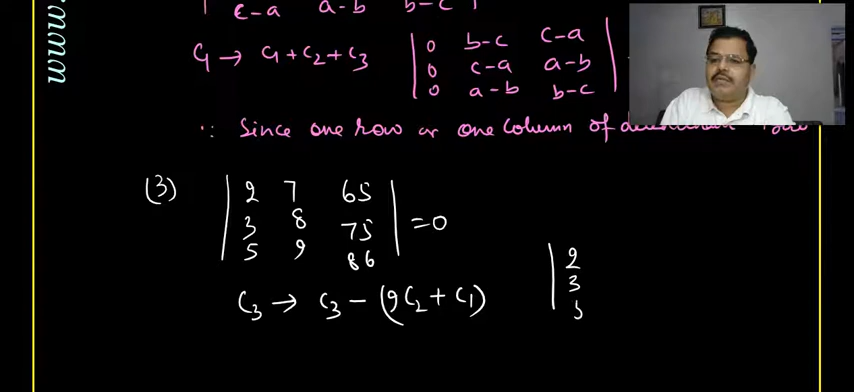 www.
| c-a a-b b-c |
C1 → C1 + C2 + C3 | 0 b-c c-a |
| 0 c-a a-b |
| 0 a-b b-c |
∵ Since one row or one column of
(3) | 2 7 65 |
| 3 8 75 | = 0
| 5 9 86 |
C3 → C3 - (9C2 + C1) | 2
3
5